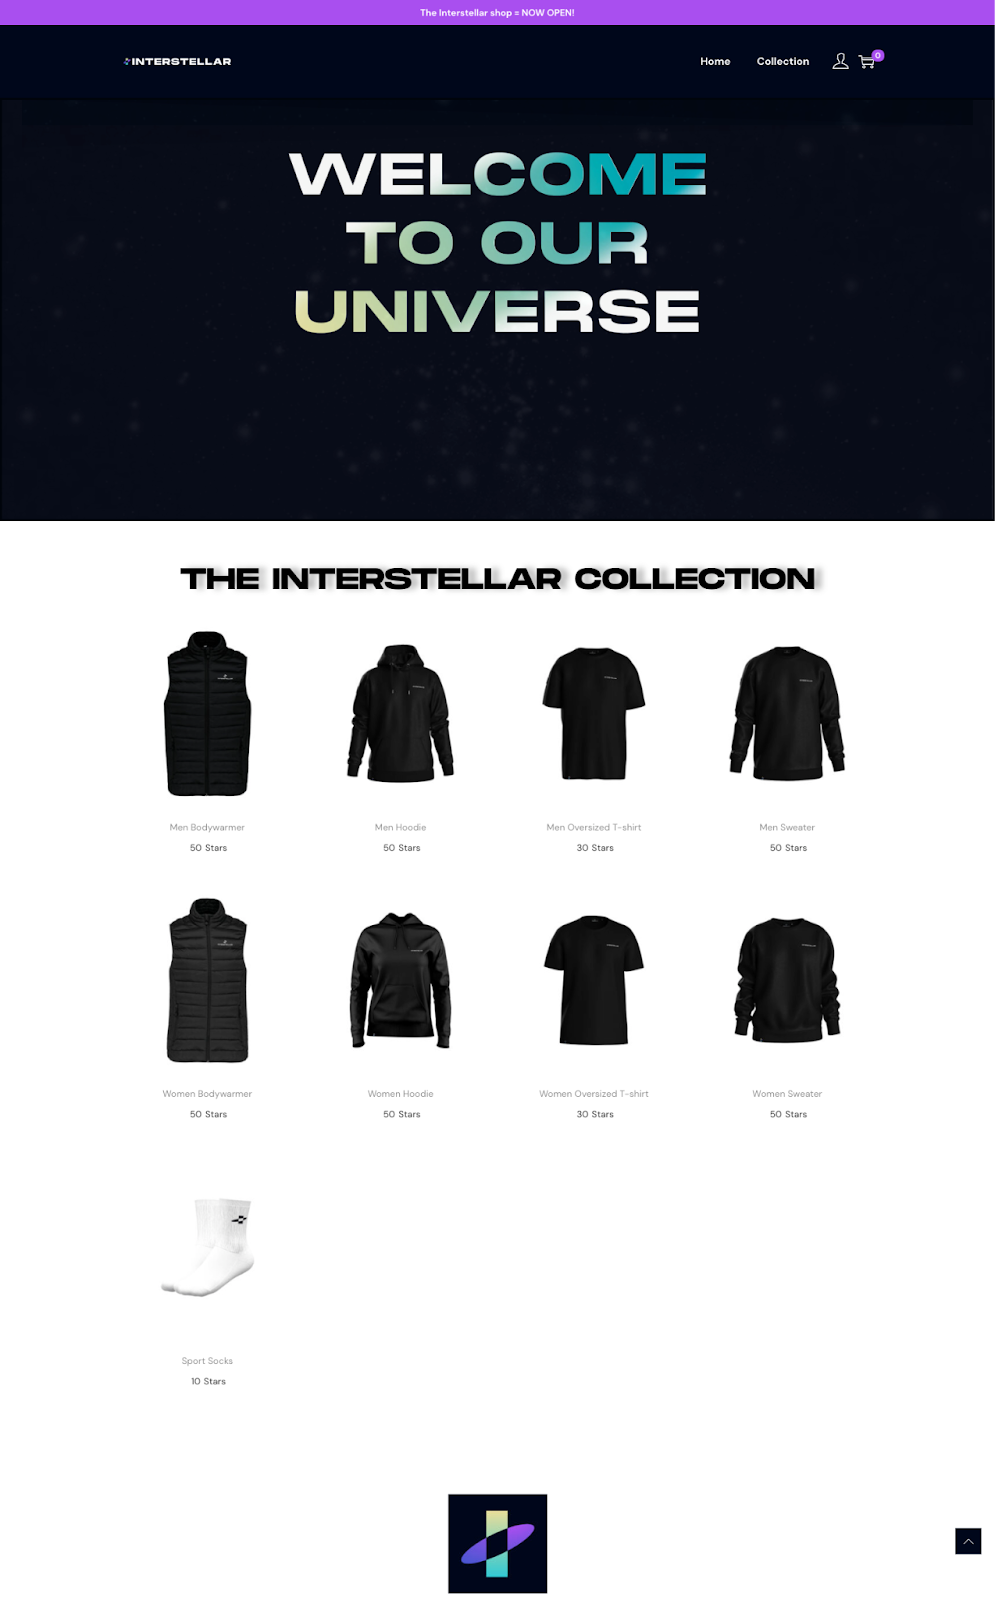 The Interstellar shop = NOW OPEN!
INTERSTELLAR
Home
Collection
0
WELCOME
TO OUR
UNIVERSE
THE INTERSTELLAR COLLECTION
Men Bodywarmer
50 Stars
Men Hoodie
50 Stars
Men Oversized T-shirt
30 Stars
Men Sweater
50 Stars
Women Bodywarmer
50 Stars
Women Hoodie
50 Stars
Women Oversized T-shirt
30 Stars
Women Sweater
50 Stars
Sport Socks
10 Stars